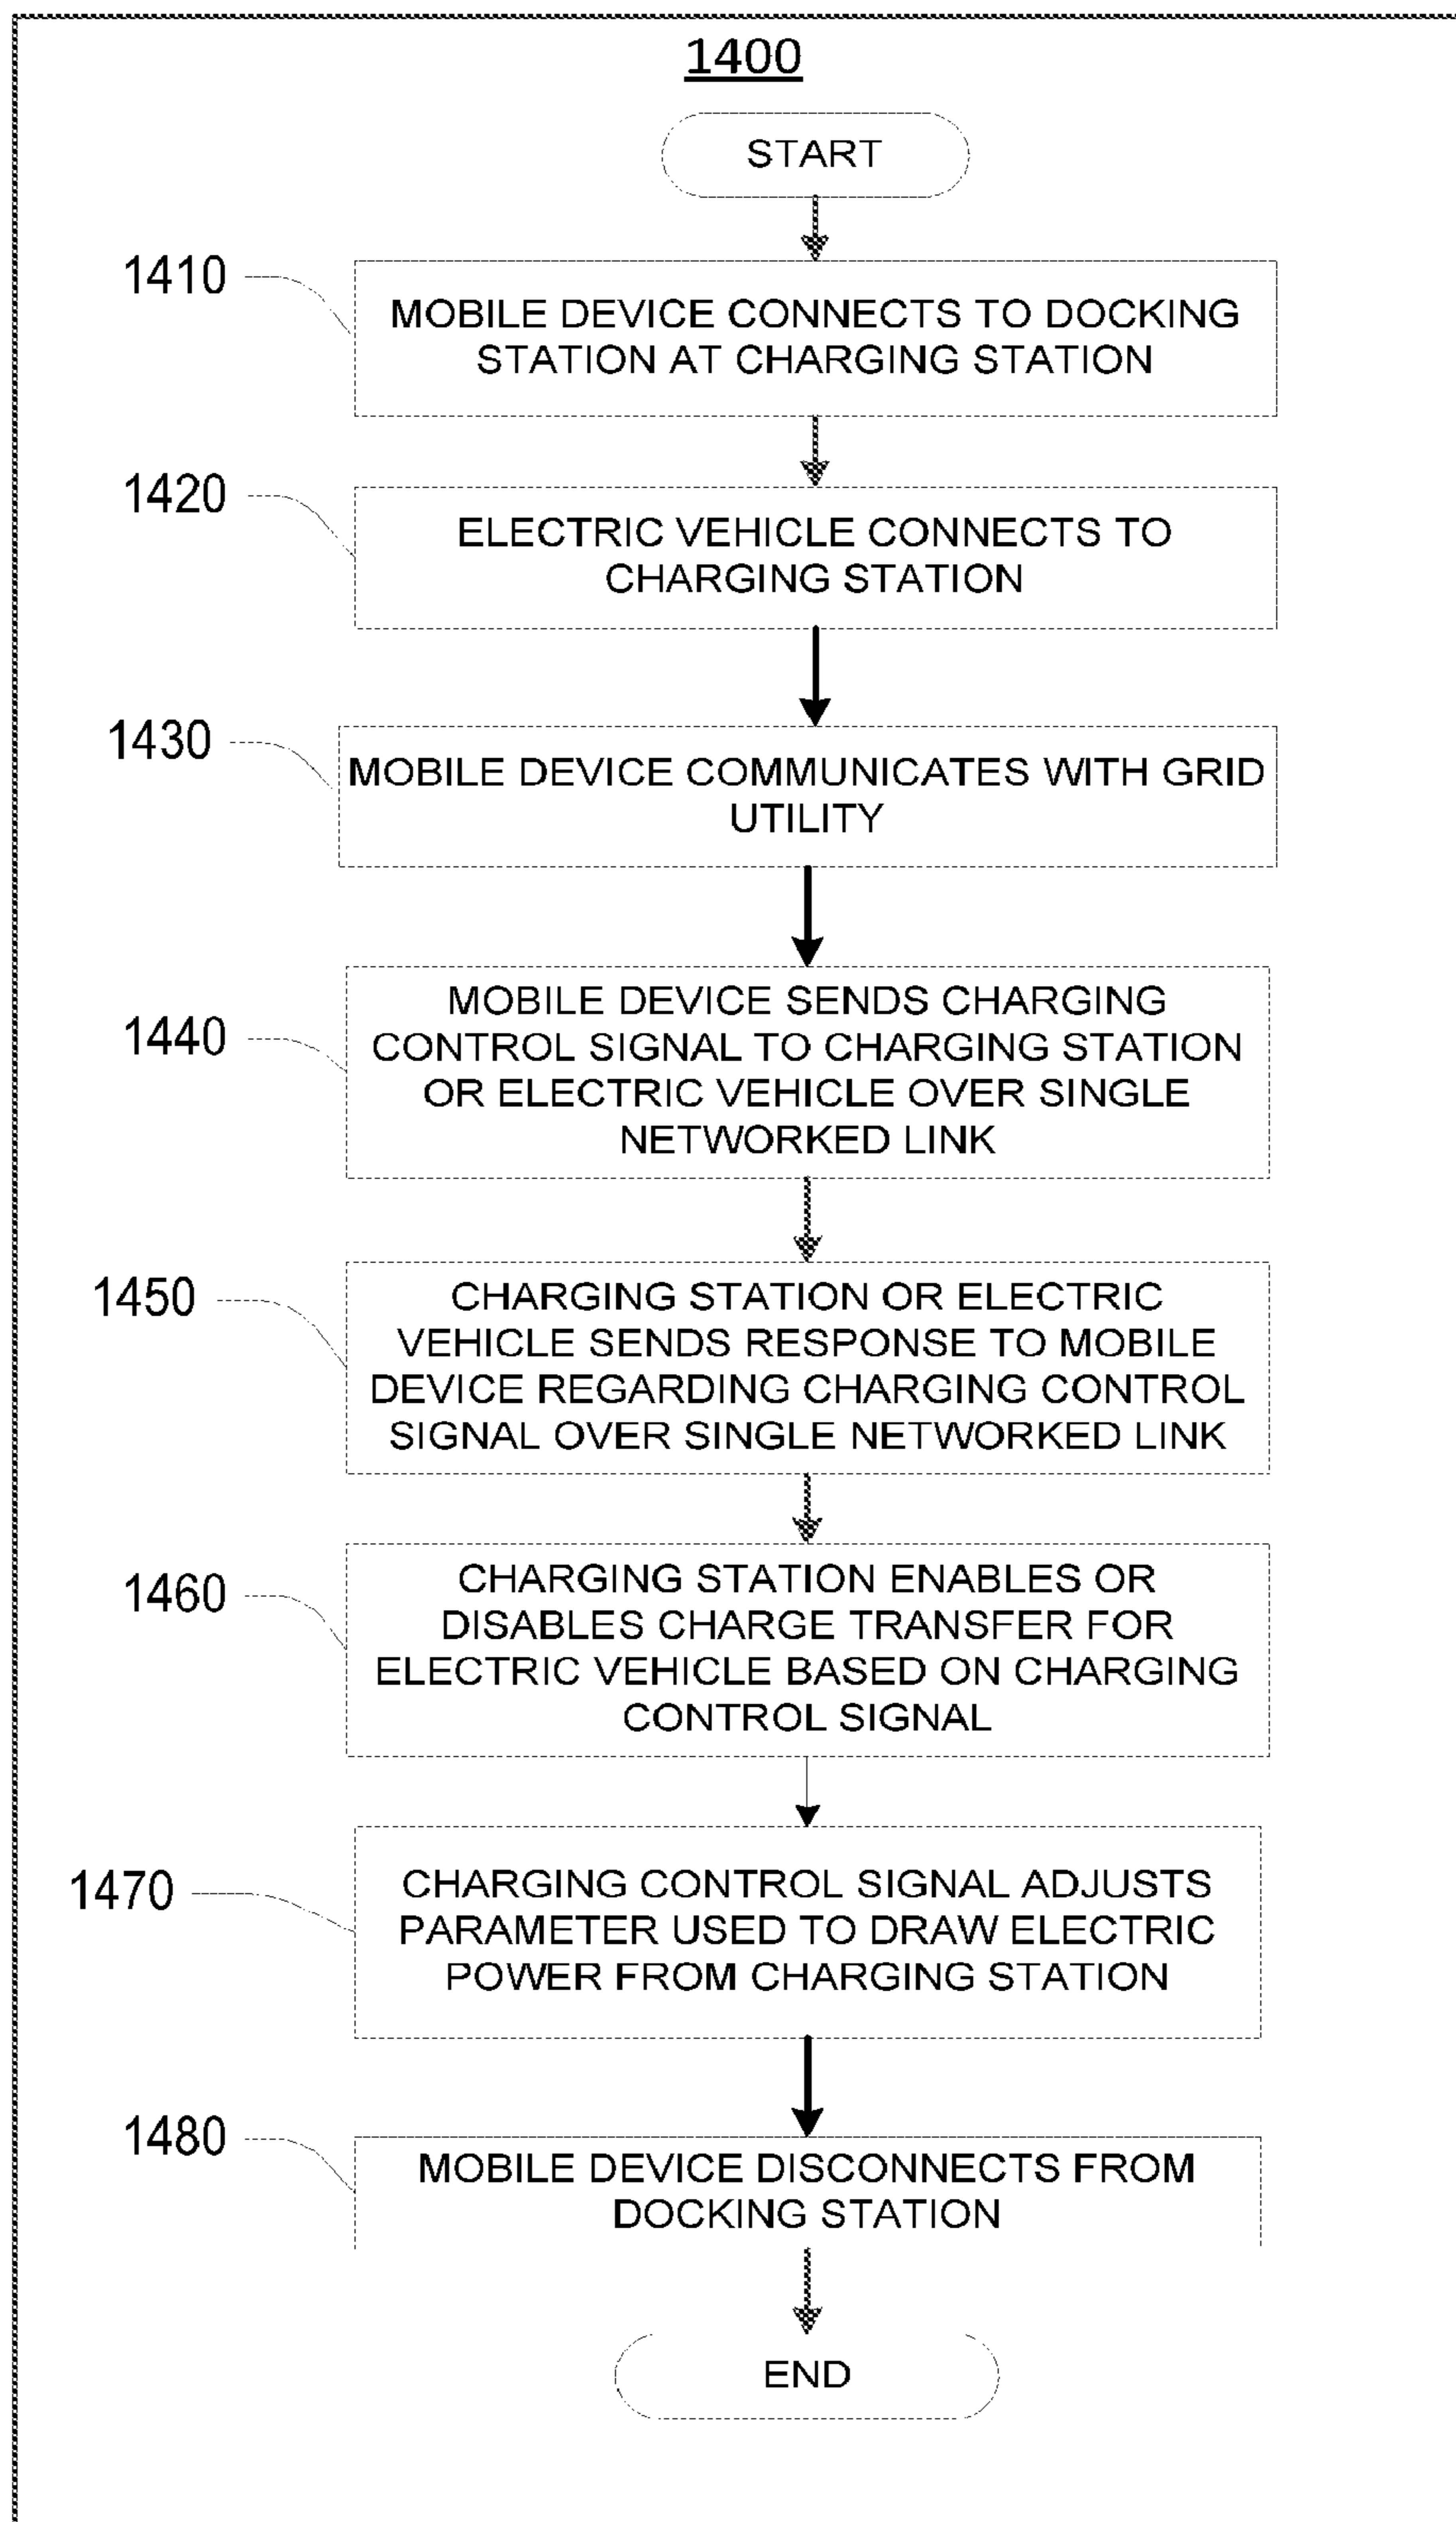 1400
START
1410
MOBILE DEVICE CONNECTS TO DOCKING
STATION AT CHARGING STATION
1420
ELECTRIC VEHICLE CONNECTS TO
CHARGING STATION
1430
MOBILE DEVICE COMMUNICATES WITH GRID
UTILITY
1440
MOBILE DEVICE SENDS CHARGING
CONTROL SIGNAL TO CHARGING STATION
OR ELECTRIC VEHICLE OVER SINGLE
NETWORKED LINK
1450
CHARGING STATION OR ELECTRIC
VEHICLE SENDS RESPONSE TO MOBILE
DEVICE REGARDING CHARGING CONTROL
SIGNAL OVER SINGLE NETWORKED LINK
1460
CHARGING STATION ENABLES OR
DISABLES CHARGE TRANSFER FOR
ELECTRIC VEHICLE BASED ON CHARGING
CONTROL SIGNAL
1470
CHARGING CONTROL SIGNAL ADJUSTS
PARAMETER USED TO DRAW ELECTRIC
POWER FROM CHARGING STATION
1480
MOBILE DEVICE DISCONNECTS FROM
DOCKING STATION
END